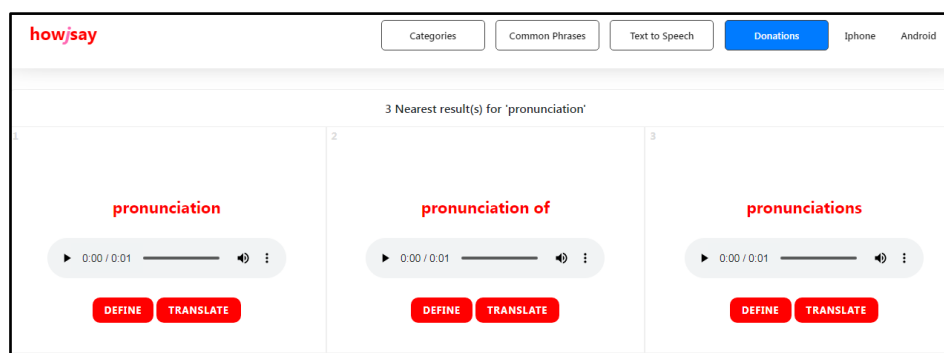 howjsay Categories Common Phrases Text to Speech Donations Iphone Android
3 Nearest result(s) for 'pronunciation'
1 2 3
pronunciation pronunciation of pronunciations
0:00 / 0:01 0:00 / 0:01 0:00 / 0:01
DEFINE TRANSLATE DEFINE TRANSLATE DEFINE TRANSLATE